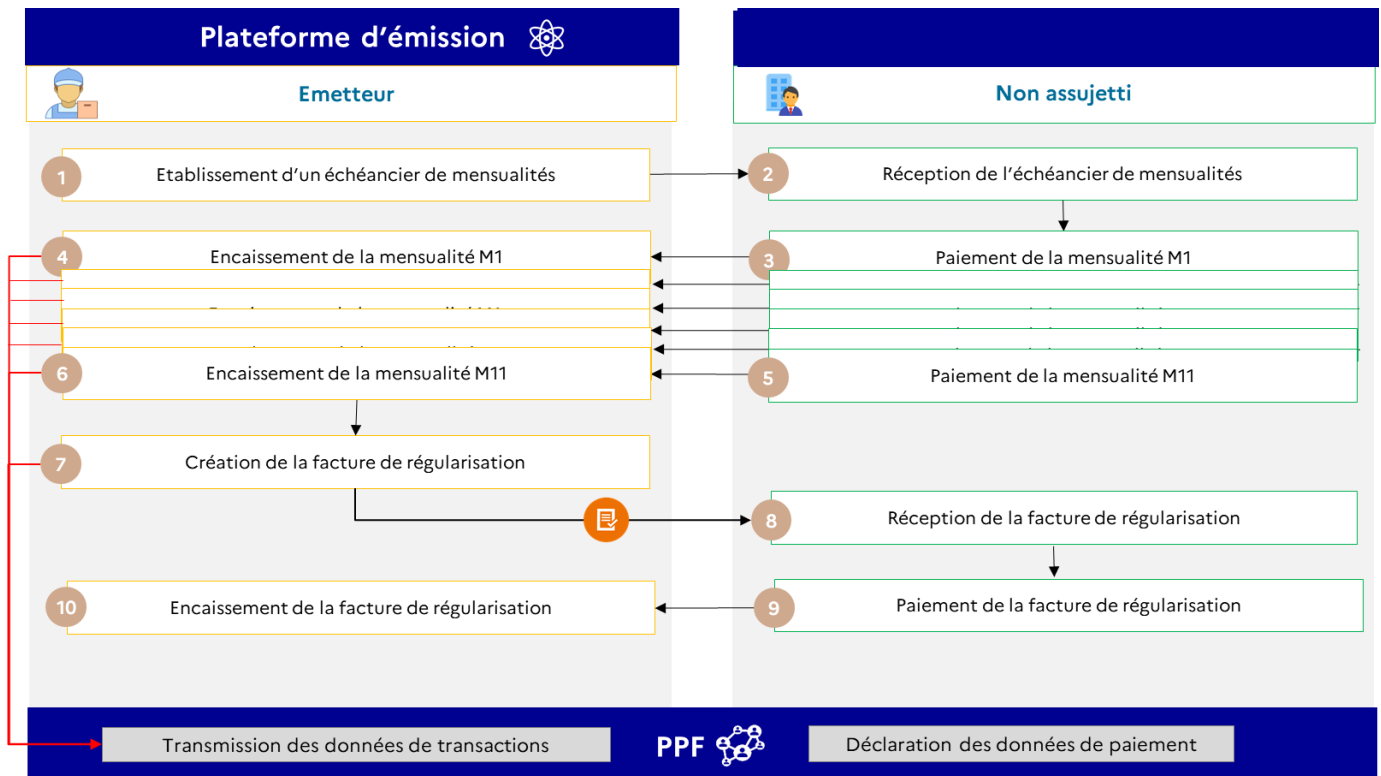 Plateforme d’émission
Emetteur
Non assujetti
1
Etablissement d’un échéancier de mensualités
2
Réception de l’échéancier de mensualités
4
Encaissement de la mensualité M1
3
Paiement de la mensualité M1
6
Encaissement de la mensualité M11
5
Paiement de la mensualité M11
7
Création de la facture de régularisation
8
Réception de la facture de régularisation
10
Encaissement de la facture de régularisation
9
Paiement de la facture de régularisation
Transmission des données de transactions
PPF
Déclaration des données de paiement